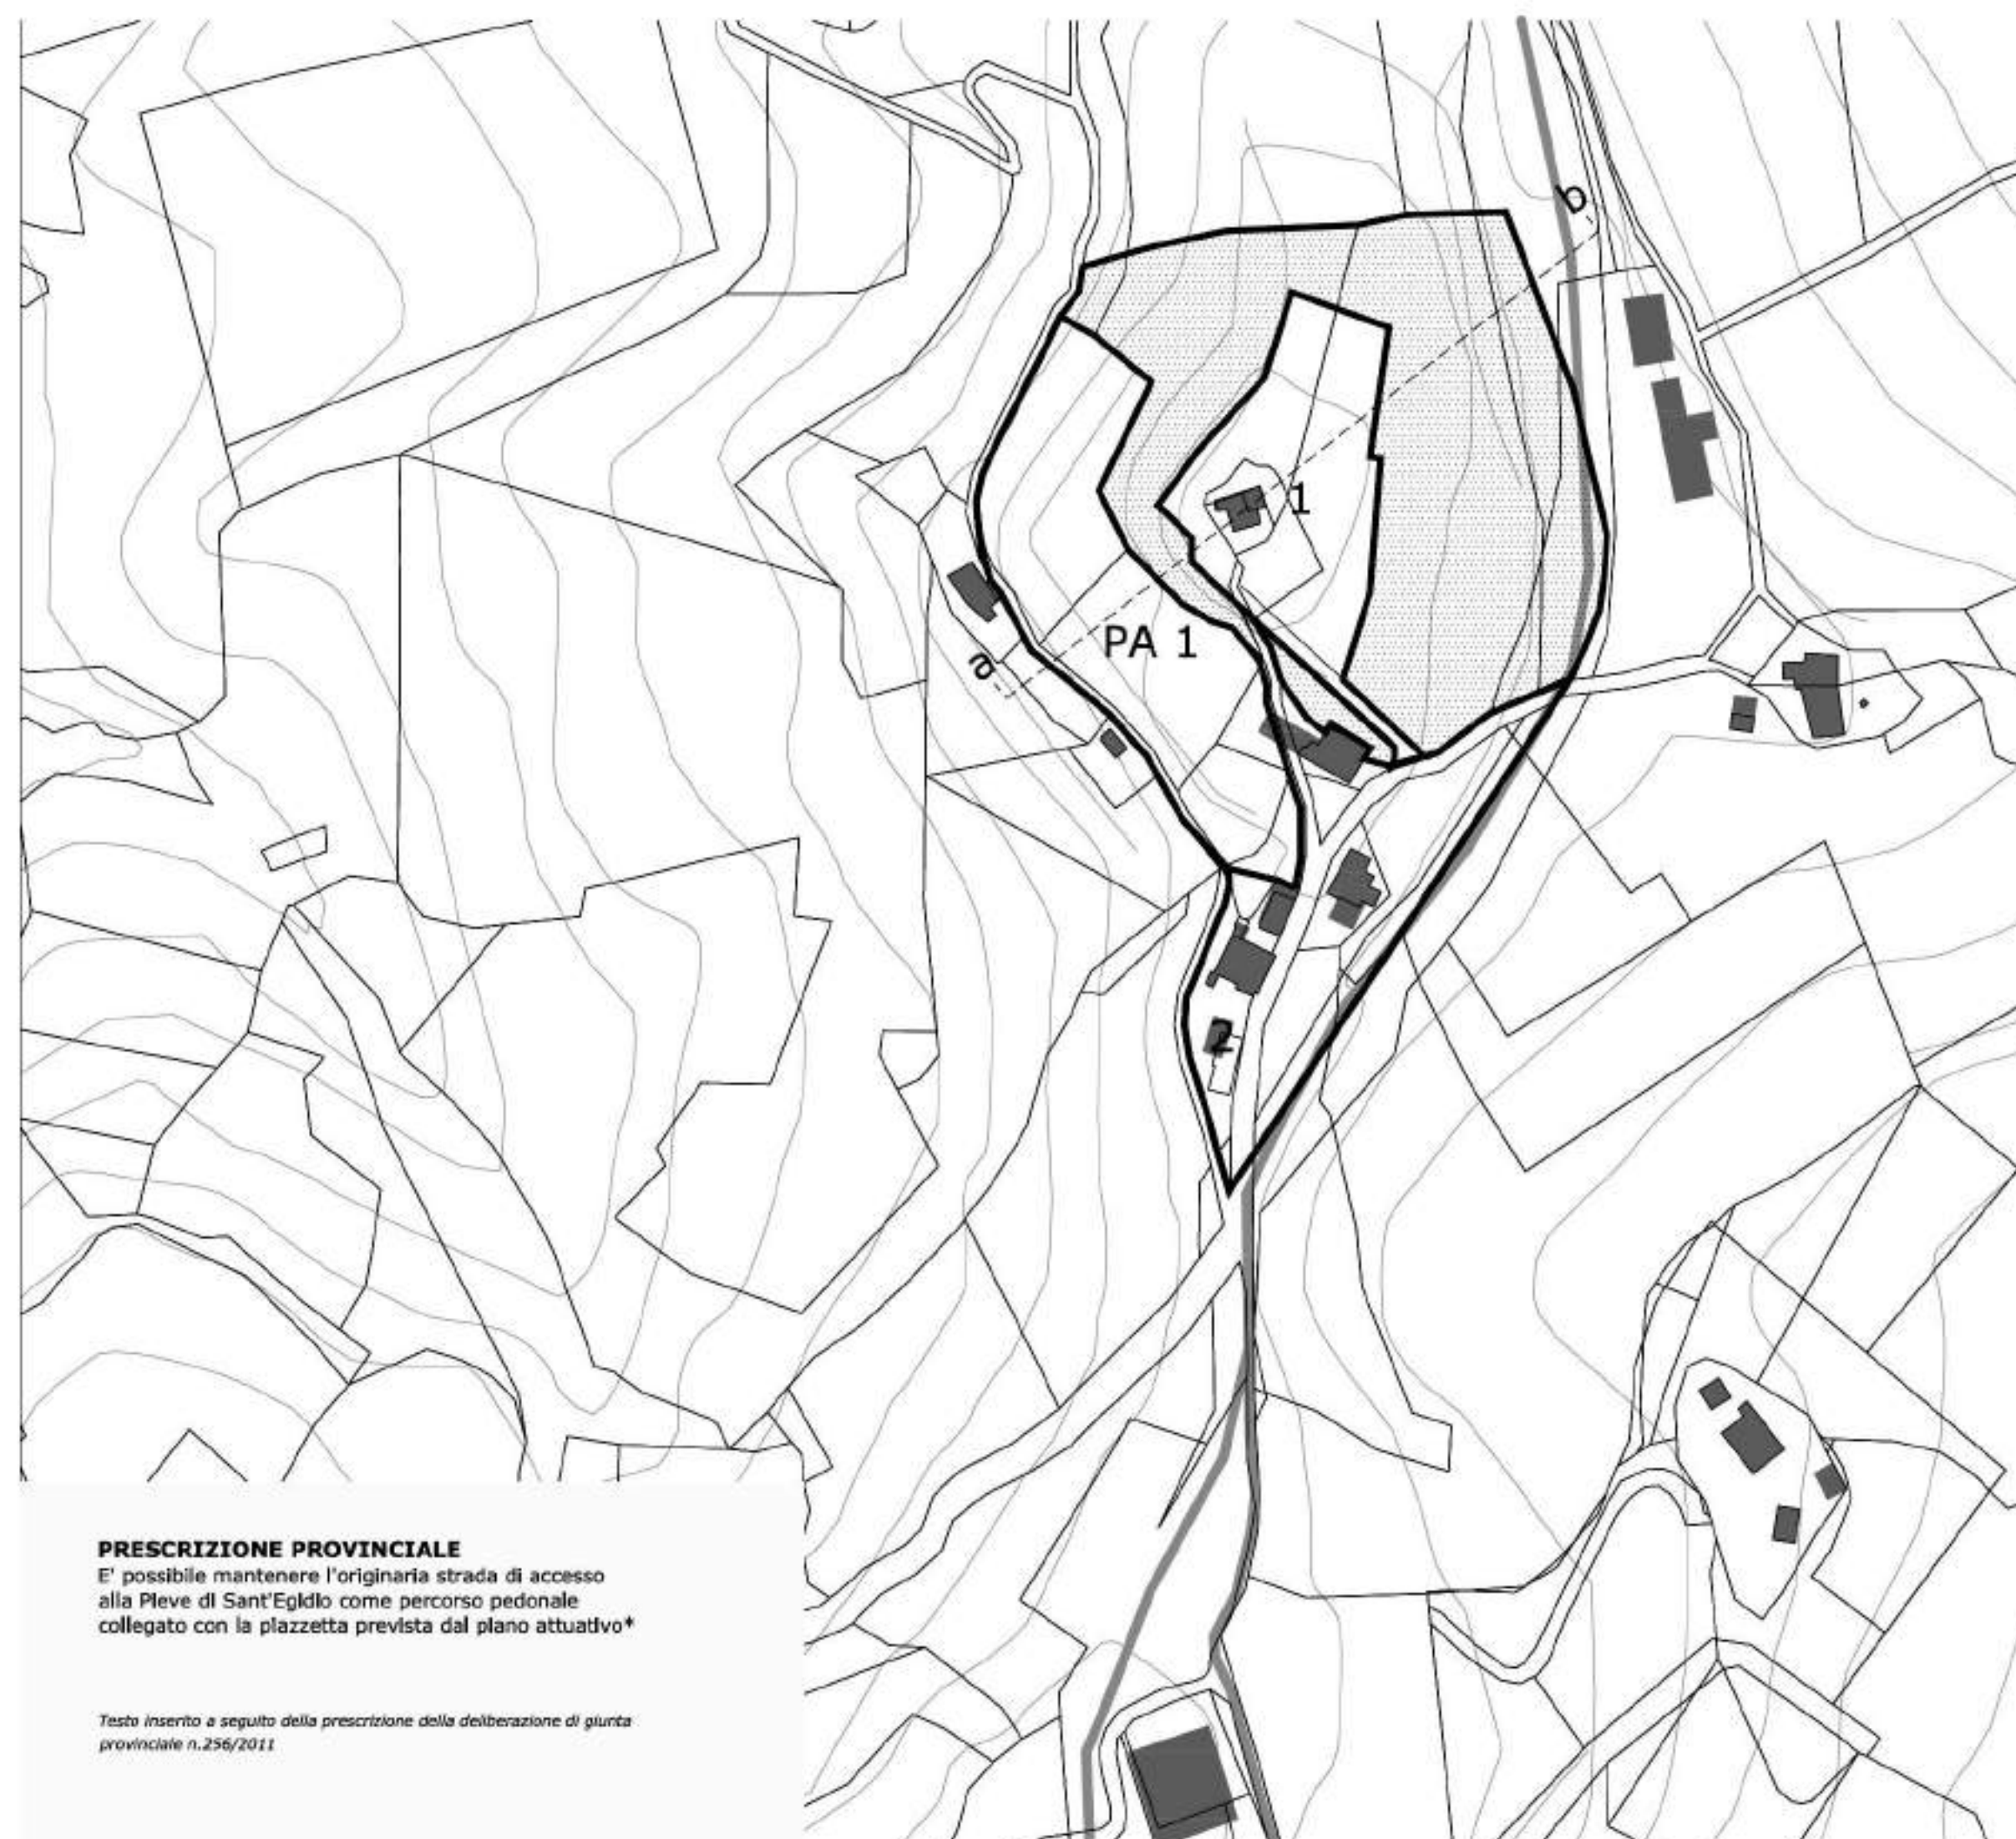 b
1
PA 1
a
2
PRESCRIZIONE PROVINCIALE
E' possibile mantenere l'originaria strada di accesso
alla Pieve di Sant'Egidio come percorso pedonale
collegato con la piazzetta prevista dal piano attuativo*
Testo inserito a seguito della prescrizione della deliberazione di giunta
provinciale n.256/2011